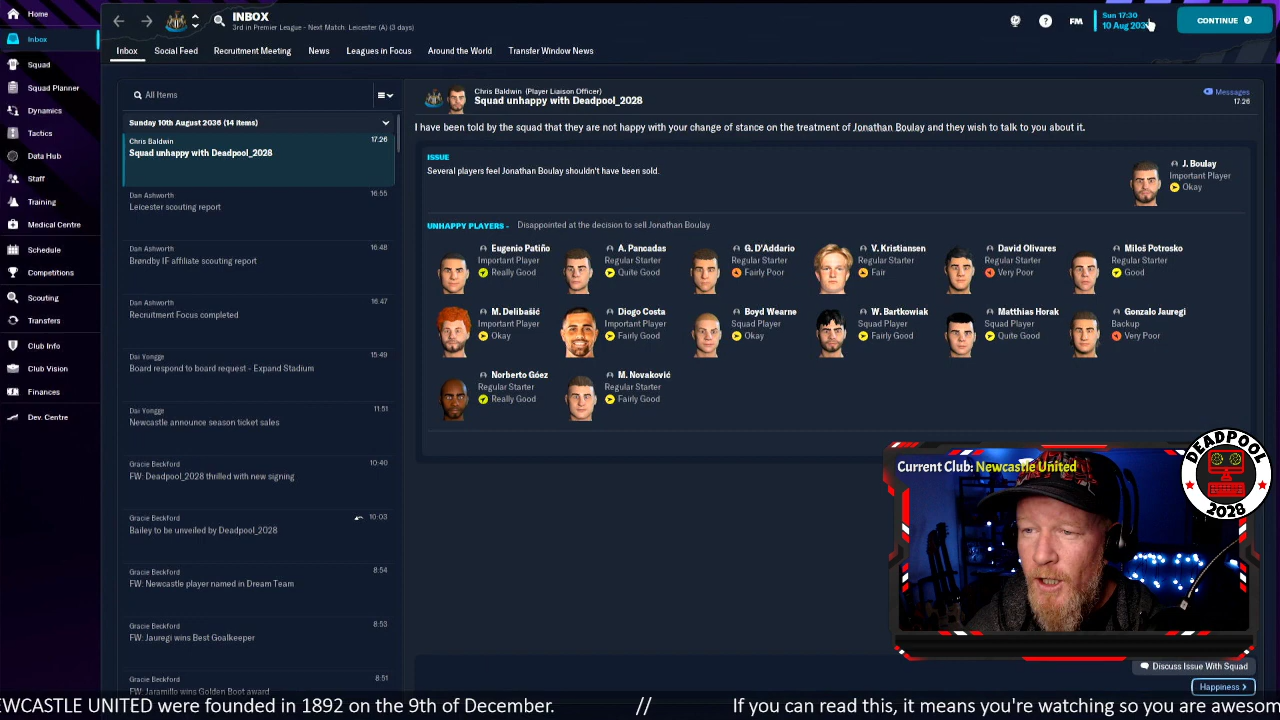 Home
Inbox
Squad
Squad Planner
Dynamics
Tactics
Data Hub
Staff
Training
Medical Centre
Schedule
Competitions
Scouting
Transfers
Club Info
Club Vision
Finances
Dev. Centre
INBOX
3rd in Premier League - Next Match: Leicester (A) (3 days)
FM
Sun 17:30
10 Aug 203
CONTINUE
Inbox
Social Feed
Recruitment Meeting
News
Leagues in Focus
Around the World
Transfer Window News
All Items
Sunday 10th August 2036 (14 items)
Chris Baldwin
17:26
Squad unhappy with Deadpool_2028
Dan Ashworth
16:55
Leicester scouting report
Dan Ashworth
16:48
Brøndby IF affiliate scouting report
Dan Ashworth
16:47
Recruitment Focus completed
Dai Yongge
15:49
Board respond to board request - Expand Stadium
Dai Yongge
11:51
Newcastle announce season ticket sales
Gracie Beckford
10:40
FW: Deadpool_2028 thrilled with new signing
Gracie Beckford
10:03
Bailey to be unveiled by Deadpool_2028
Gracie Beckford
8:54
FW: Newcastle player named in Dream Team
Gracie Beckford
8:53
FW: Jauregi wins Best Goalkeeper
Gracie Beckford
8:51
FW: Jaramillo wins Golden Boot award
Chris Baldwin (Player Liaison Officer)
Squad unhappy with Deadpool_2028
Messages
17:26
I have been told by the squad that they are not happy with your change of stance on the treatment of Jonathan Boulay and they wish to talk to you about it.
ISSUE
Several players feel Jonathan Boulay shouldn't have been sold.
J. Boulay
Important Player
Okay
UNHAPPY PLAYERS - Disappointed at the decision to sell Jonathan Boulay
Eugenio Patiño
Important Player
Really Good
A. Pancadas
Regular Starter
Quite Good
G. D'Addario
Regular Starter
Fairly Poor
V. Kristiansen
Regular Starter
Fair
David Olivares
Regular Starter
Very Poor
Miloš Potrosko
Regular Starter
Good
M. Delibašić
Important Player
Okay
Diogo Costa
Important Player
Fairly Good
Boyd Wearne
Squad Player
Okay
W. Bartkowiak
Squad Player
Fairly Good
Matthias Horak
Squad Player
Quite Good
Gonzalo Jauregi
Backup
Very Poor
Norberto Góez
Regular Starter
Really Good
M. Novaković
Regular Starter
Fairly Good
Current Club: Newcastle United
DEADPOOL
2028
Discuss Issue With Squad
Happiness
EWCASTLE UNITED were founded in 1892 on the 9th of December. // If you can read this, it means you're watching so you are awesom